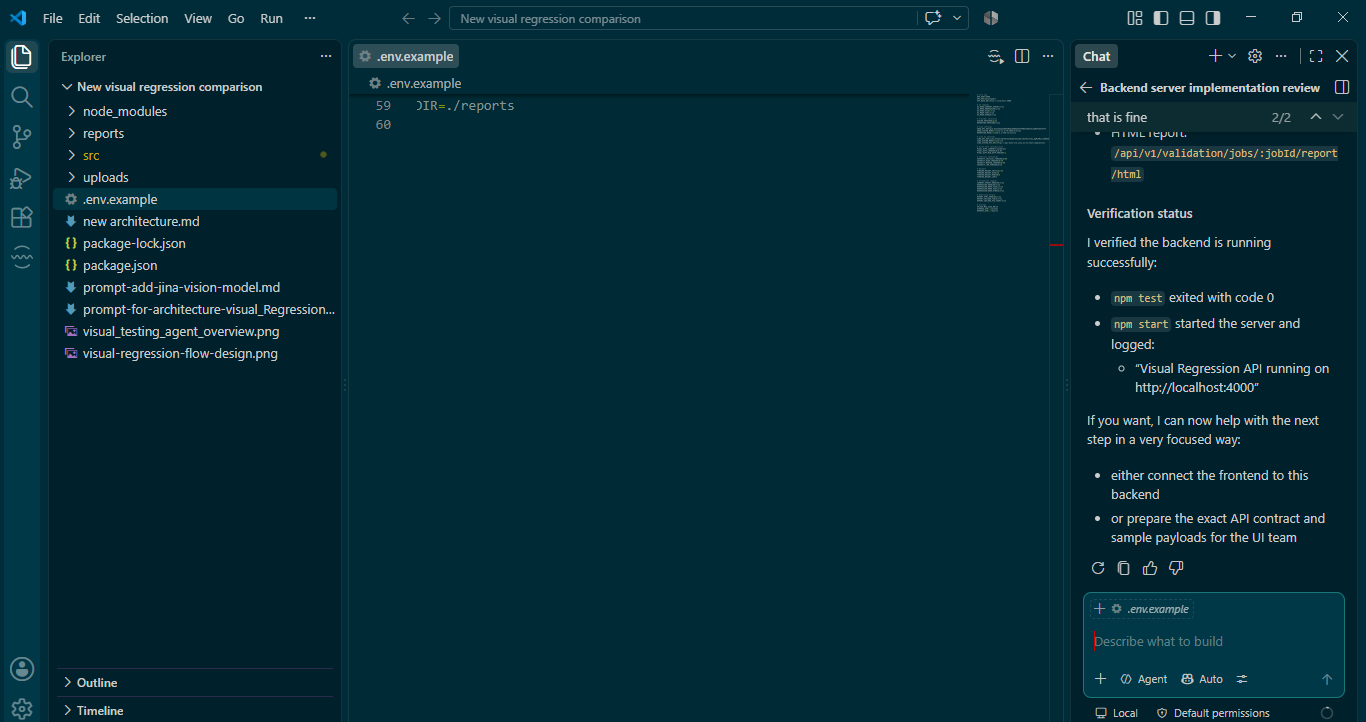 File Edit Selection View Go Run ···
New visual regression comparison
Explorer
New visual regression comparison
node_modules
reports
src
uploads
.env.example
new architecture.md
package-lock.json
package.json
prompt-add-jina-vision-model.md
prompt-for-architecture-visual_Regression...
visual_testing_agent_overview.png
visual-regression-flow-design.png
Outline
Timeline
.env.example
.env.example
59 DIR=./reports
60
Chat
Backend server implementation review
that is fine 2/2
HTML report:
/api/v1/validation/jobs/:jobId/report
/html
Verification status
I verified the backend is running
successfully:
npm test exited with code 0
npm start started the server and
logged:
“Visual Regression API running on
http://localhost:4000”
If you want, I can now help with the next
step in a very focused way:
either connect the frontend to this
backend
or prepare the exact API contract and
sample payloads for the UI team
.env.example
Describe what to build
Agent Auto
Local Default permissions